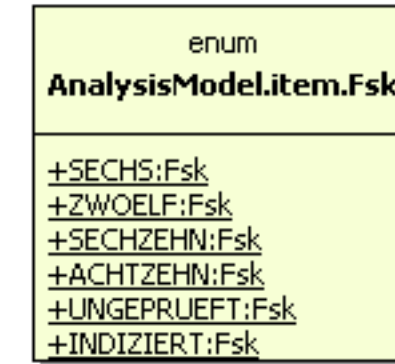 enum
AnalysisModel.item.Fsk
+SECHS:Fsk
+ZWOELF:Fsk
+SECHZEHN:Fsk
+ACHTZEHN:Fsk
+UNGEPRUEFT:Fsk
+INDIZIERT:Fsk